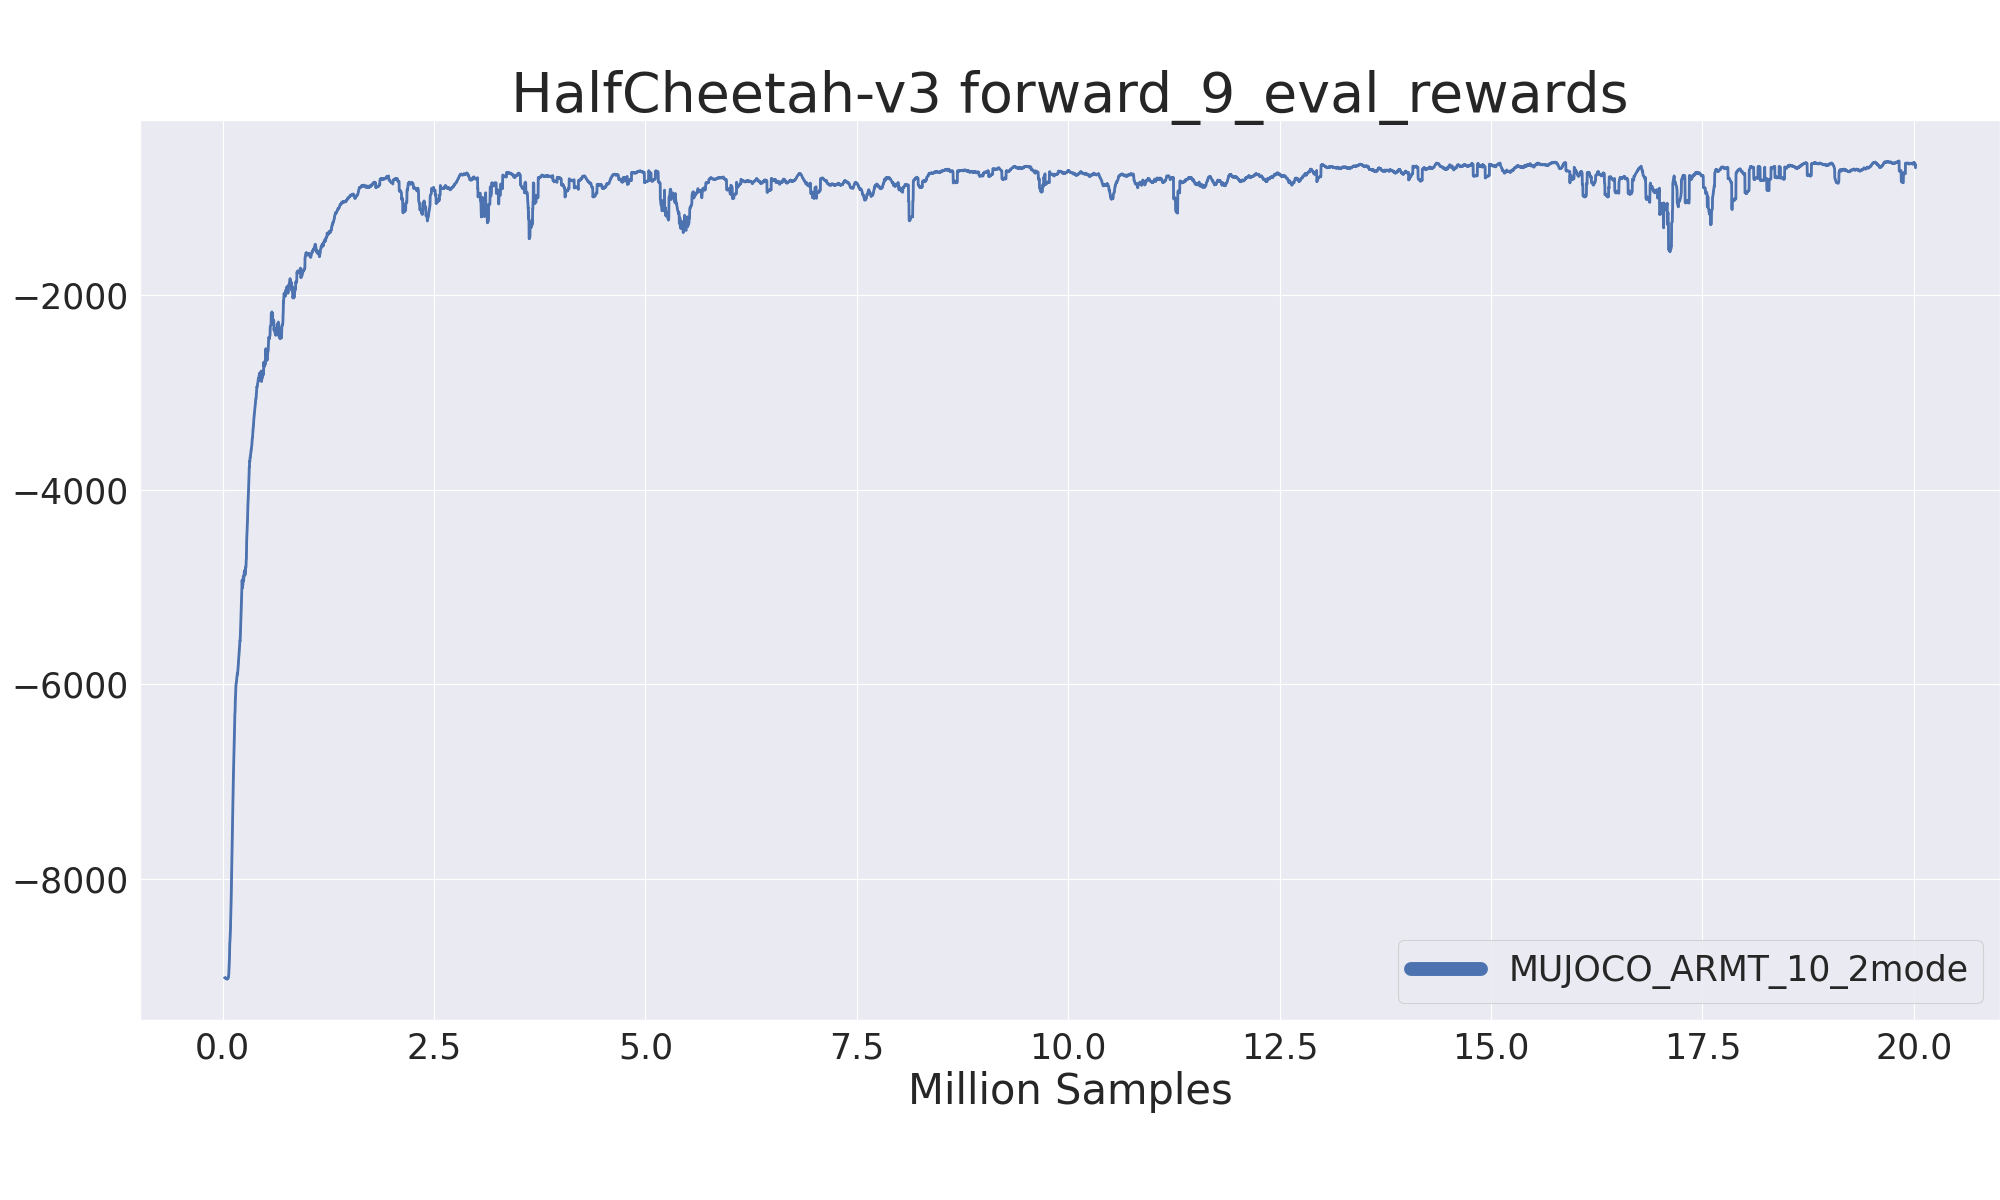 HalfCheetah-v3 forward_9_eval_rewards
−2000
−4000
−6000
−8000
MUJOCO_ARMT_10_2mode
0.0 2.5 5.0 7.5 10.0 12.5 15.0 17.5 20.0
Million Samples